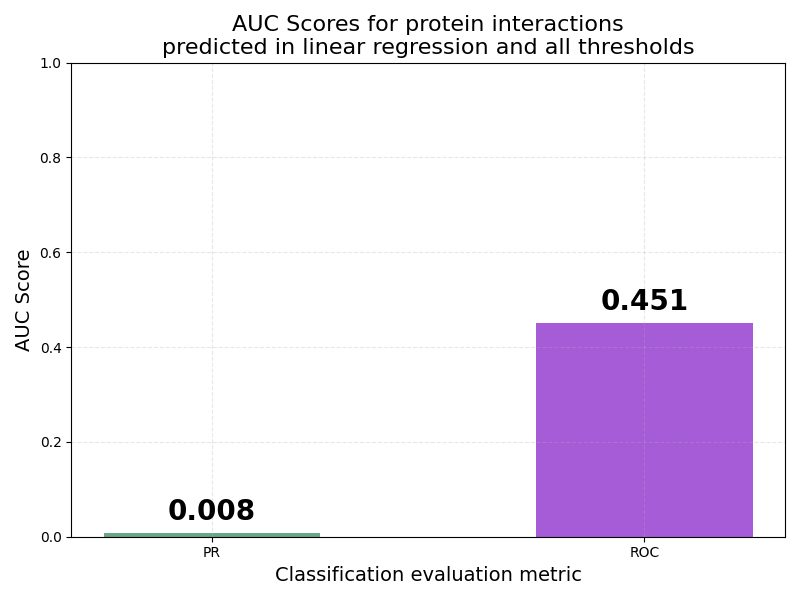 AUC Scores for protein interactions
predicted in linear regression and all thresholds
AUC Score
1.0
0.8
0.6
0.4
0.2
0.0
0.008
0.451
PR
ROC
Classification evaluation metric